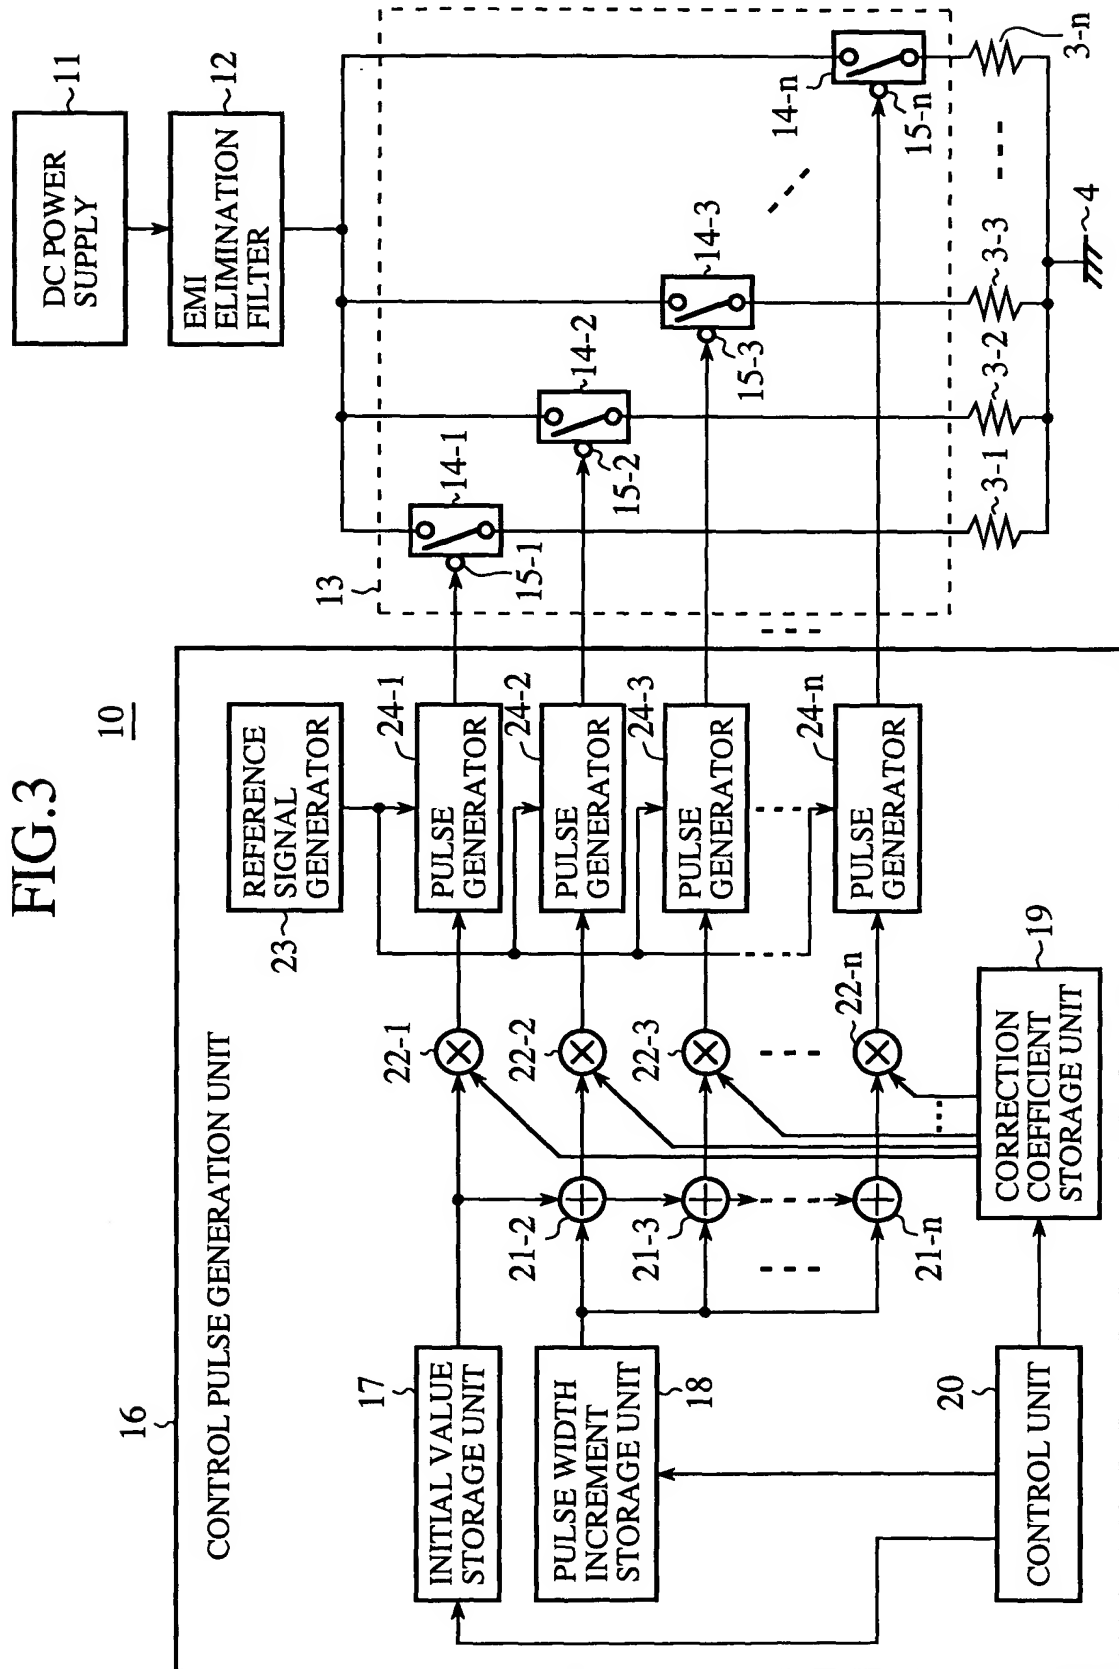 FIG.3
10
16
CONTROL PULSE GENERATION UNIT
17
INITIAL VALUE
STORAGE UNIT
PULSE WIDTH
INCREMENT
STORAGE UNIT
18
20
CONTROL UNIT
21-2
21-3
21-n
22-1
22-2
22-3
22-n
19
CORRECTION
COEFFICIENT
STORAGE UNIT
23
REFERENCE
SIGNAL
GENERATOR
24-1
PULSE
GENERATOR
24-2
PULSE
GENERATOR
24-3
PULSE
GENERATOR
24-n
PULSE
GENERATOR
11
DC POWER
SUPPLY
12
EMI
ELIMINATION
FILTER
13
14-1
15-1
14-2
15-2
14-3
15-3
14-n
15-n
3-1
3-2
3-3
3-n
4